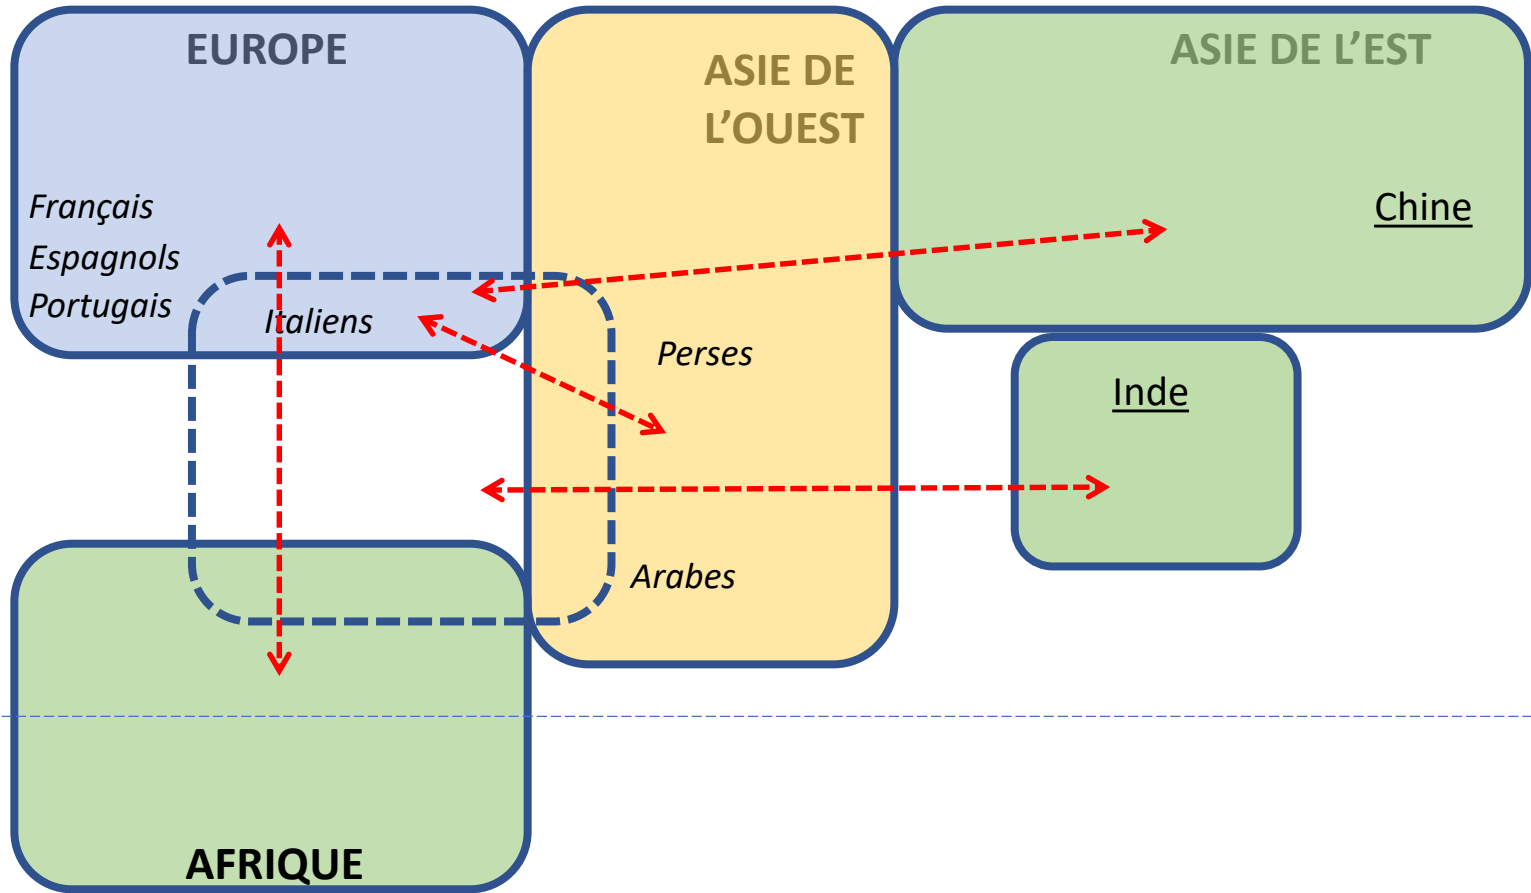 EUROPE
ASIE DE
L’OUEST
ASIE DE L’EST
Français
Espagnols
Portugais
Italiens
Perses
Arabes
Chine
Inde
AFRIQUE